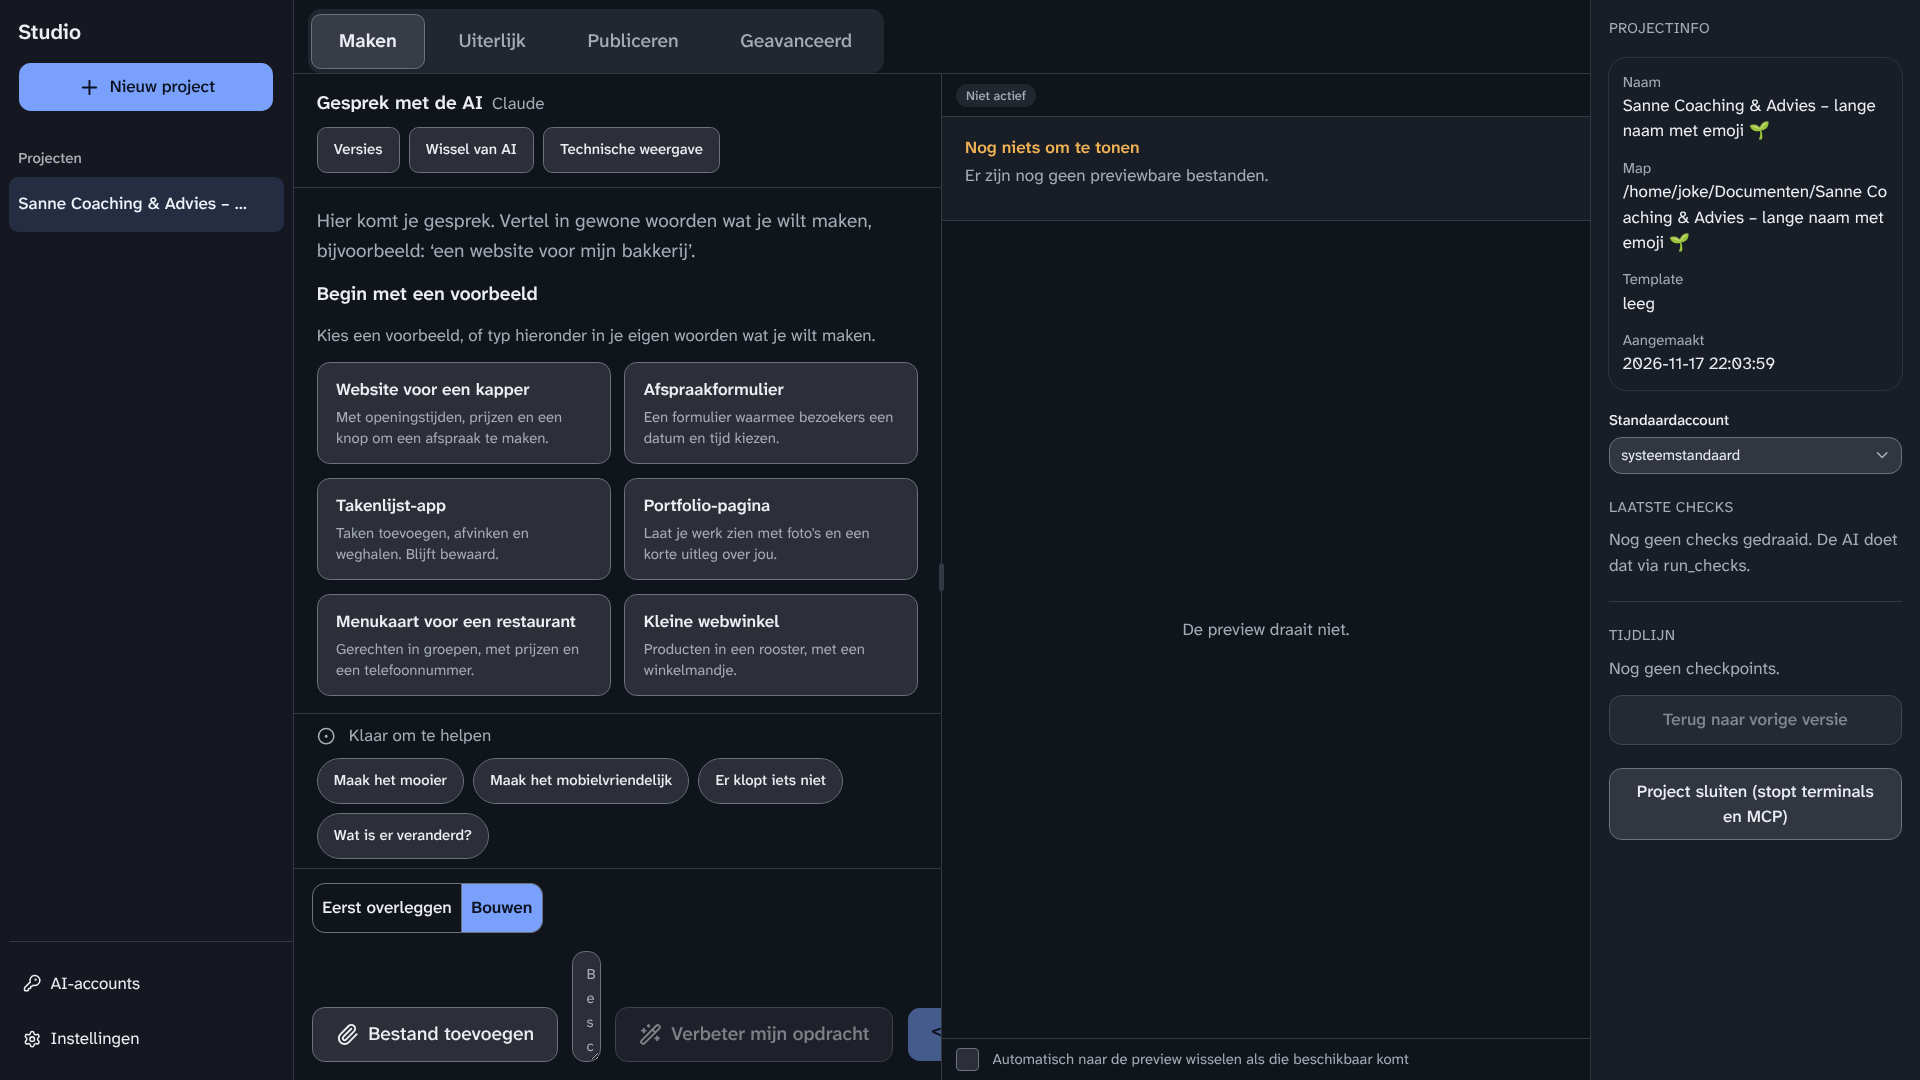 Studio
Nieuw project
Projecten
Sanne Coaching & Advies – ...
AI-accounts
Instellingen
Maken
Uiterlijk
Publiceren
Geavanceerd
Gesprek met de AI Claude
Versies
Wissel van AI
Technische weergave
Hier komt je gesprek. Vertel in gewone woorden wat je wilt maken,
bijvoorbeeld: ‘een website voor mijn bakkerij’.
Begin met een voorbeeld
Kies een voorbeeld, of typ hieronder in je eigen woorden wat je wilt maken.
Website voor een kapper
Met openingstijden, prijzen en een
knop om een afspraak te maken.
Afspraakformulier
Een formulier waarmee bezoekers een
datum en tijd kiezen.
Takenlijst-app
Taken toevoegen, afvinken en
weghalen. Blijft bewaard.
Portfolio-pagina
Laat je werk zien met foto's en een
korte uitleg over jou.
Menukaart voor een restaurant
Gerechten in groepen, met prijzen en
een telefoonnummer.
Kleine webwinkel
Producten in een rooster, met een
winkelmandje.
Klaar om te helpen
Maak het mooier
Maak het mobielvriendelijk
Er klopt iets niet
Wat is er veranderd?
Eerst overleggen
Bouwen
Bestand toevoegen
B
e
s
c
Verbeter mijn opdracht
Niet actief
Nog niets om te tonen
Er zijn nog geen previewbare bestanden.
De preview draait niet.
Automatisch naar de preview wisselen als die beschikbaar komt
PROJECTINFO
Naam
Sanne Coaching & Advies – lange
naam met emoji 🌱
Map
/home/joke/Documenten/Sanne Co
aching & Advies – lange naam met
emoji 🌱
Template
leeg
Aangemaakt
2026-11-17 22:03:59
Standaardaccount
systeemstandaard
LAATSTE CHECKS
Nog geen checks gedraaid. De AI doet
dat via run_checks.
TIJDLIJN
Nog geen checkpoints.
Terug naar vorige versie
Project sluiten (stopt terminals
en MCP)